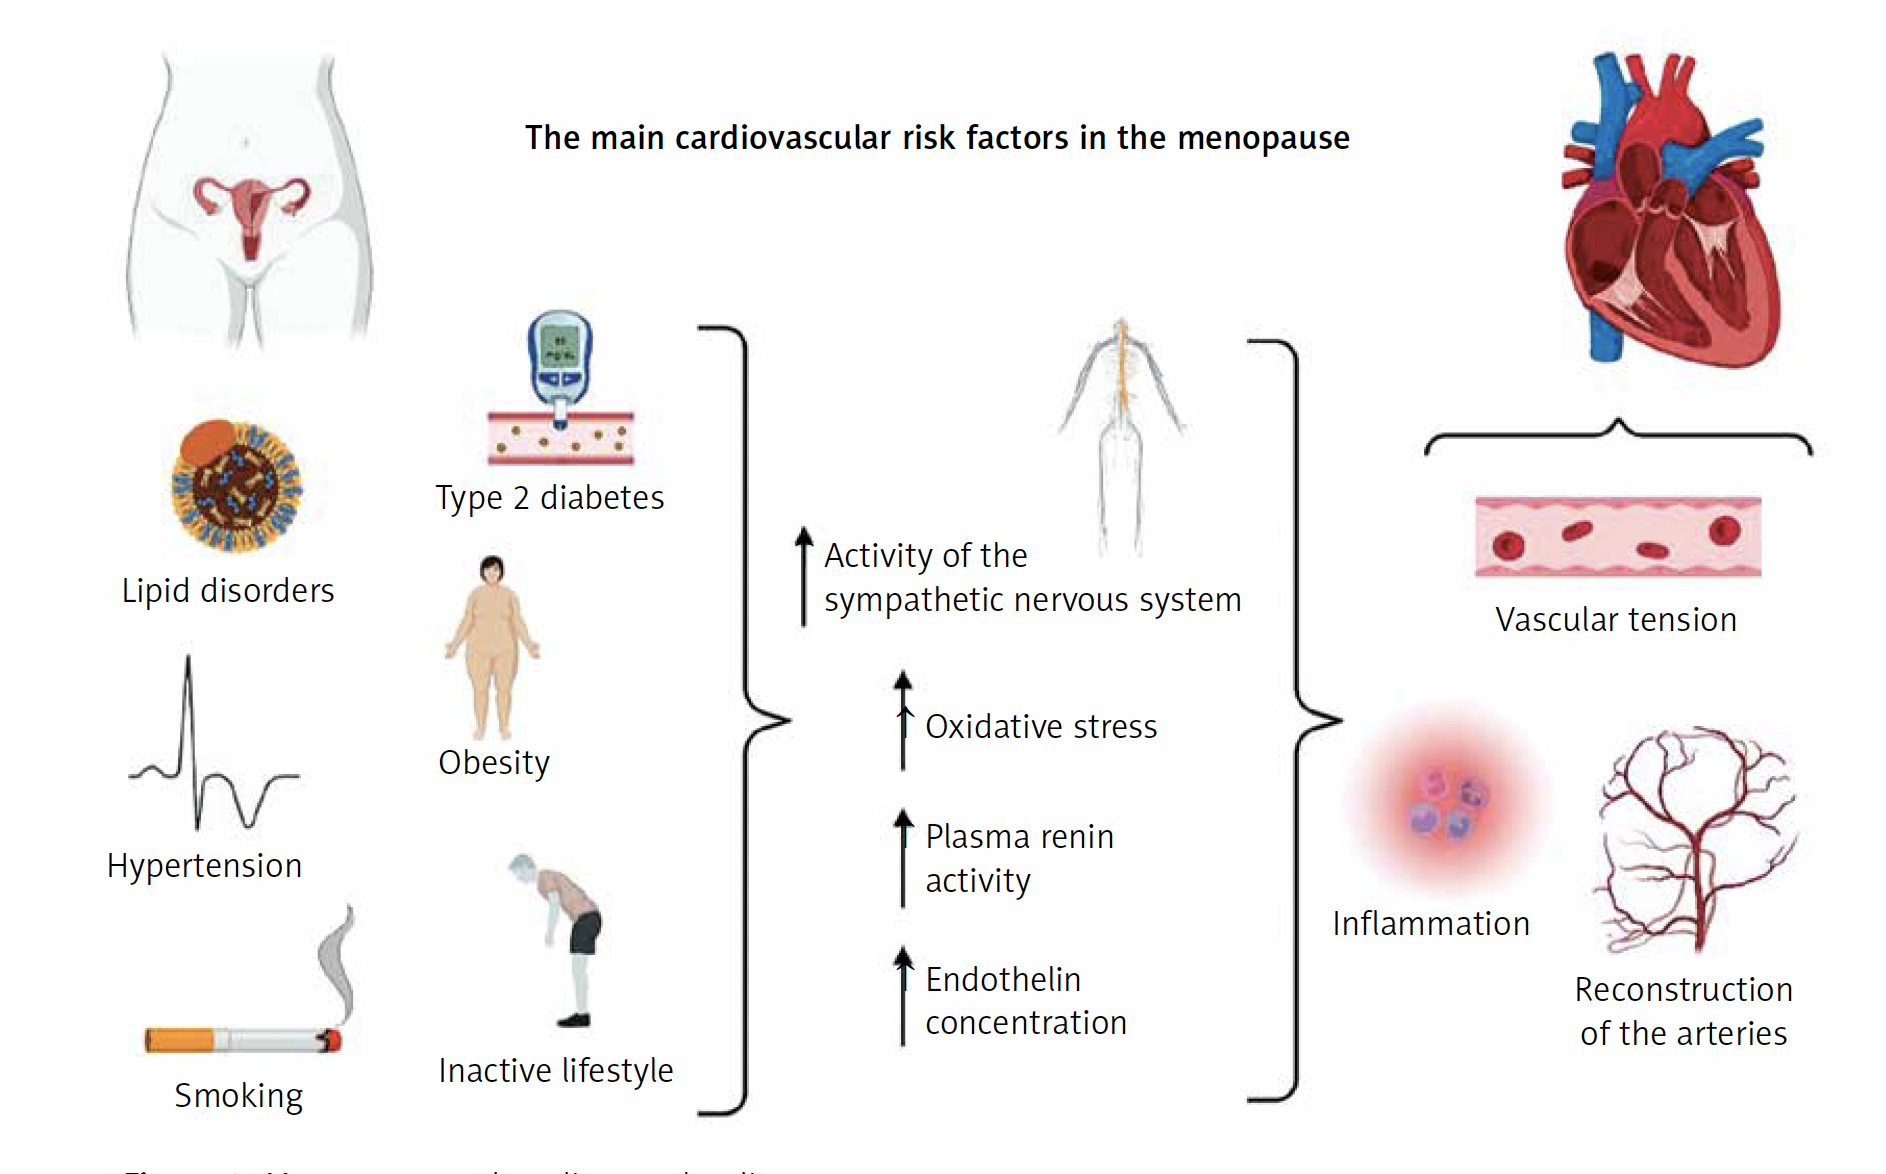 The main cardiovascular risk factors in the menopause
Type 2 diabetes
Lipid disorders
Obesity
Hypertension
Inactive lifestyle
Smoking
Activity of the
sympathetic nervous system
↑ Oxidative stress
Plasma renin
activity
Endothelin
concentration
Vascular tension
Inflammation
Reconstruction
of the arteries